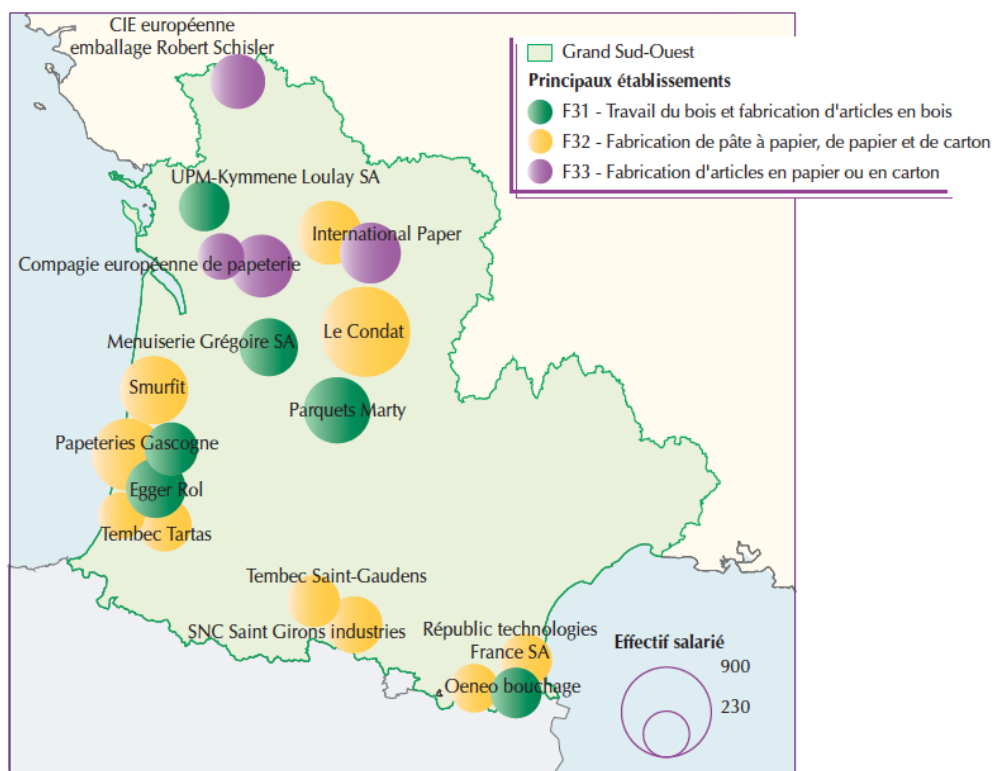 CIE européenne
emballage Robert Schisler
Grand Sud-Ouest
Principaux établissements
F31 - Travail du bois et fabrication d'articles en bois
F32 - Fabrication de pâte à papier, de papier et de carton
F33 - Fabrication d'articles en papier ou en carton
UPM-Kymmene Loulay SA
International Paper
Compagie européenne de papeterie
Le Condat
Menuiserie Grégoire SA
Smurfit
Parquets Marty
Papeteries Gascogne
Egger Rol
Tembec Tartas
Tembec Saint-Gaudens
SNC Saint Girons industries
Républic technologies
France SA
Oeneo bouchage
Effectif salarié
900
230